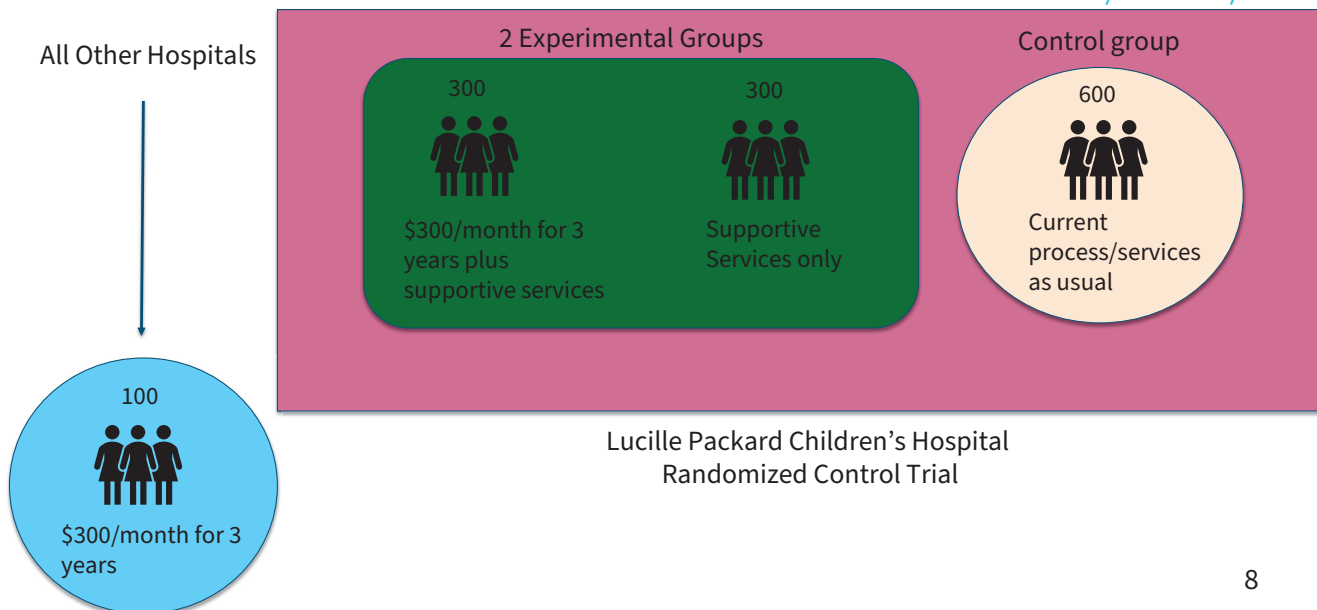 All Other Hospitals
2 Experimental Groups
Control group
300
$300/month for 3
years plus
supportive services
300
Supportive
Services only
600
Current
process/services
as usual
100
$300/month for 3
years
Lucille Packard Children's Hospital
Randomized Control Trial
8